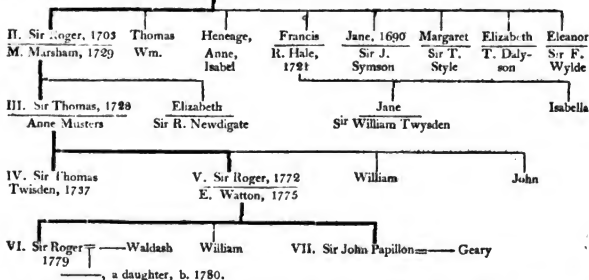 II. Sir Roger, 1703 Thomas Heneage, Francis Jane, 1690 Margaret Elizabeth Eleanor
M. Marsham, 1729 Wm. Anne, R. Hale, Sir J. Sir T. T. Daly- Sir F.
Isabel 1721 Symson Style son Wylde
III. Sir Thomas, 1728 Elizabeth Jane Isabella
Anne Musters Sir R. Newdigate Sir William Twysden
IV. Sir Thomas V. Sir Roger, 1772 William John
Twisden, 1737 E. Watton, 1775
VI. Sir Roger Waldash William VII. Sir John Papillon Geary
1779
, a daughter, b. 1780.